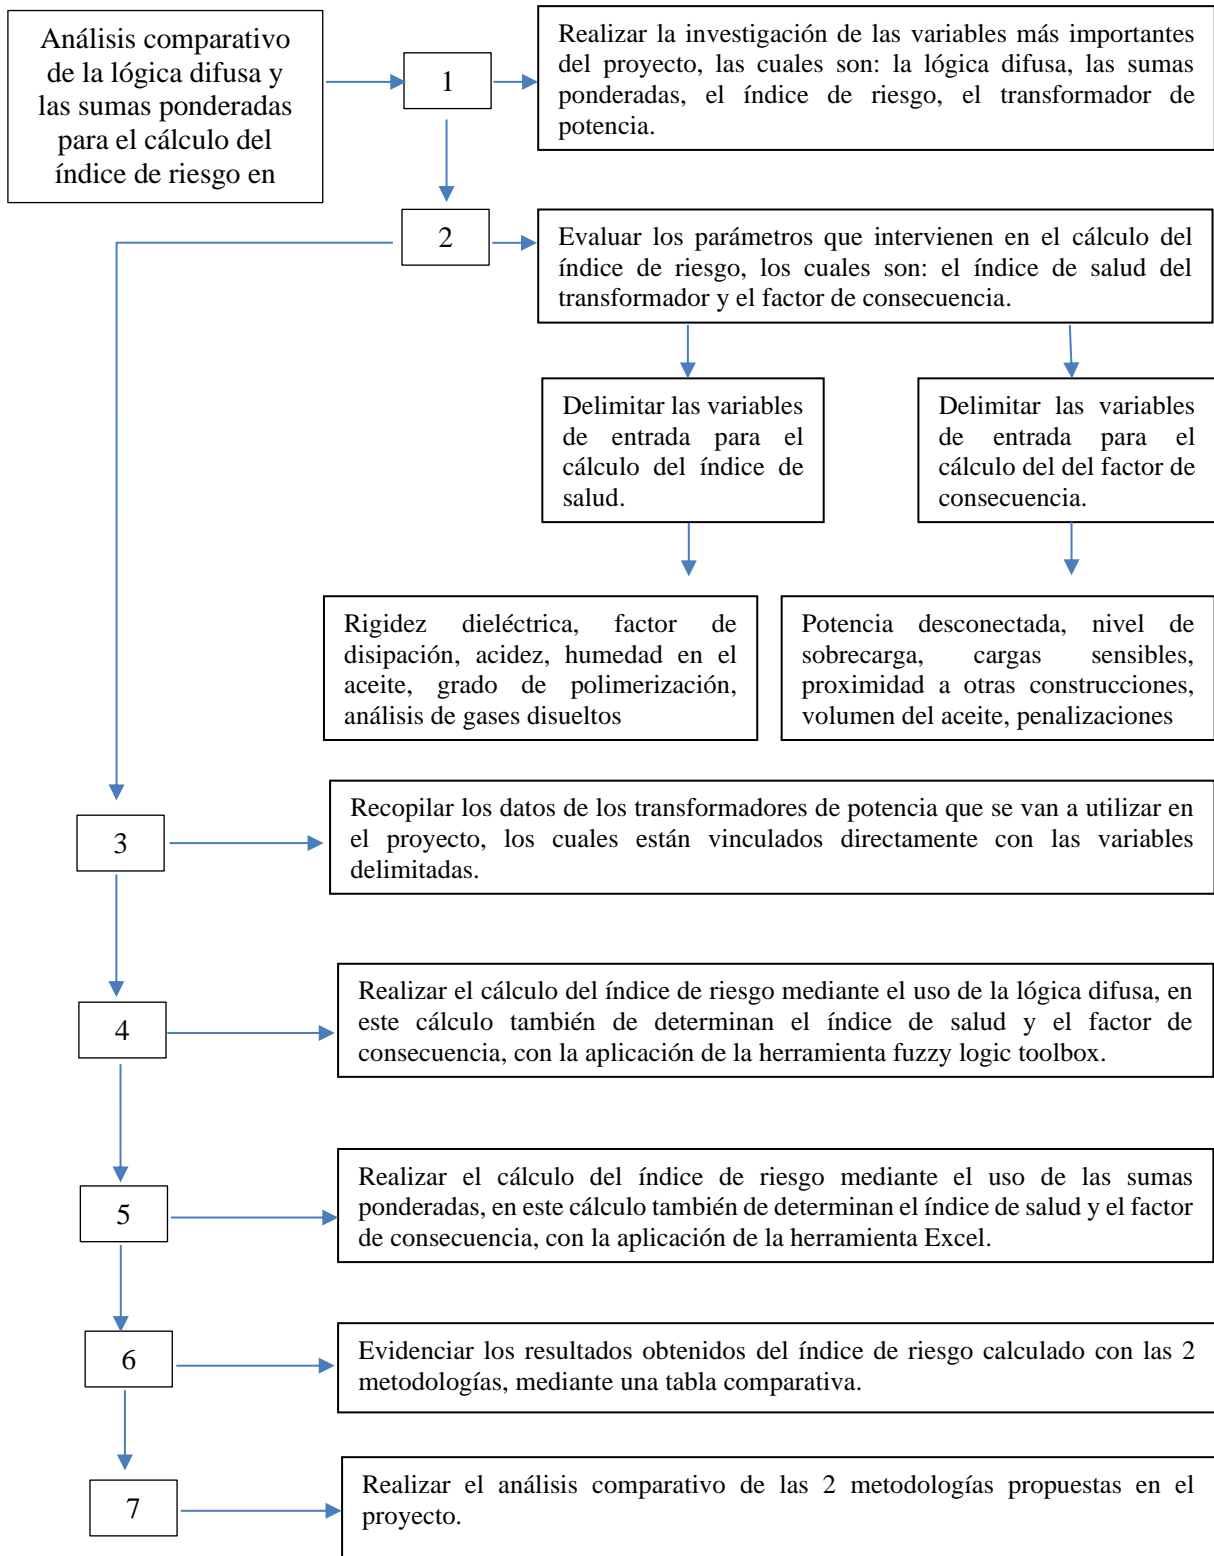 Análisis comparativo
de la lógica difusa y
las sumas ponderadas
para el cálculo del
índice de riesgo en
1
Realizar la investigación de las variables más importantes
del proyecto, las cuales son: la lógica difusa, las sumas
ponderadas, el índice de riesgo, el transformador de
potencia.
2
Evaluar los parámetros que intervienen en el cálculo del
índice de riesgo, los cuales son: el índice de salud del
transformador y el factor de consecuencia.
Delimitar las variables
de entrada para el
cálculo del índice de
salud.
Delimitar las variables
de entrada para el
cálculo del del factor de
consecuencia.
Rigidez dieléctrica, factor de
disipación, acidez, humedad en el
aceite, grado de polimerización,
análisis de gases disueltos
Potencia desconectada, nivel de
sobrecarga, cargas sensibles,
proximidad a otras construcciones,
volumen del aceite, penalizaciones
3
Recopilar los datos de los transformadores de potencia que se van a utilizar en
el proyecto, los cuales están vinculados directamente con las variables
delimitadas.
4
Realizar el cálculo del índice de riesgo mediante el uso de la lógica difusa, en
este cálculo también de determinan el índice de salud y el factor de
consecuencia, con la aplicación de la herramienta fuzzy logic toolbox.
5
Realizar el cálculo del índice de riesgo mediante el uso de las sumas
ponderadas, en este cálculo también de determinan el índice de salud y el factor
de consecuencia, con la aplicación de la herramienta Excel.
6
Evidenciar los resultados obtenidos del índice de riesgo calculado con las 2
metodologías, mediante una tabla comparativa.
7
Realizar el análisis comparativo de las 2 metodologías propuestas en el
proyecto.